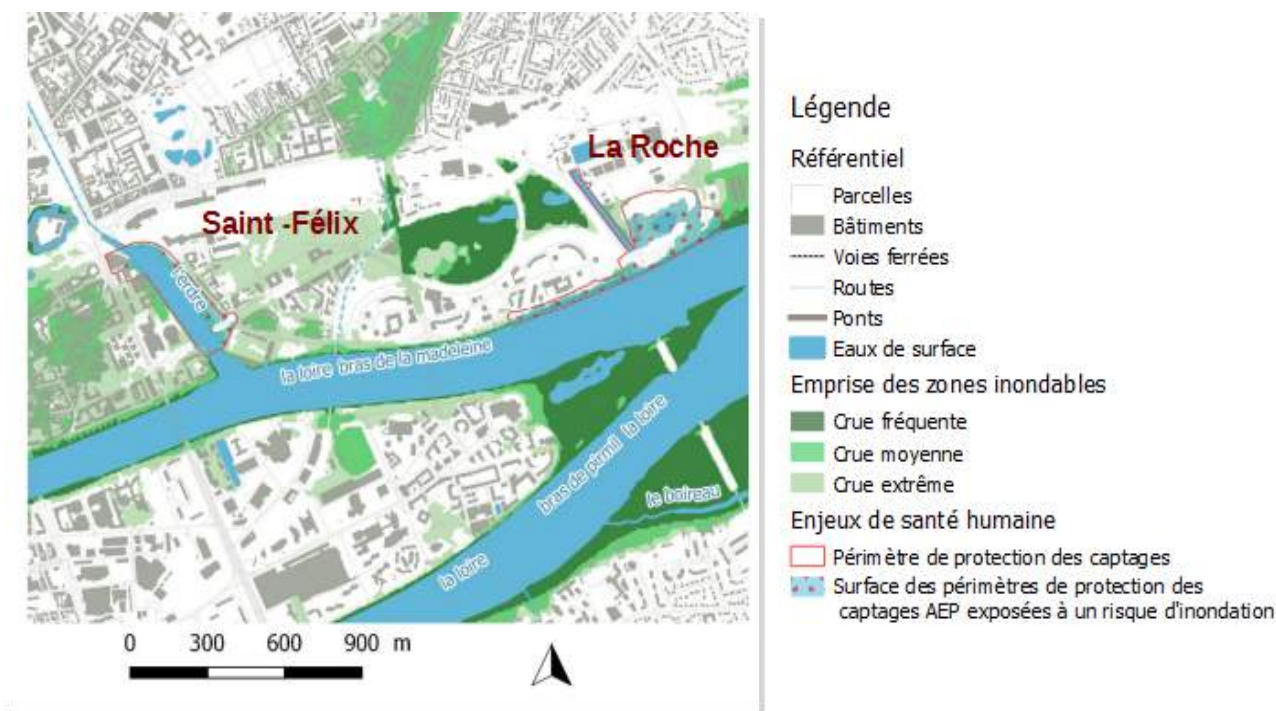 La Roche
Saint -Félix
l'erdre
la loire bras de la madeleine
bras de pirmil la loire
le boireau
la loire
0 300 600 900 m
Légende
Référentiel
Parcelles
Bâtiments
Voies ferrées
Routes
Ponts
Eaux de surface
Emprise des zones inondables
Crue fréquente
Crue moyenne
Crue extrême
Enjeux de santé humaine
Périmètre de protection des captages
Surface des périmètres de protection des
captages AEP exposées à un risque d'inondation